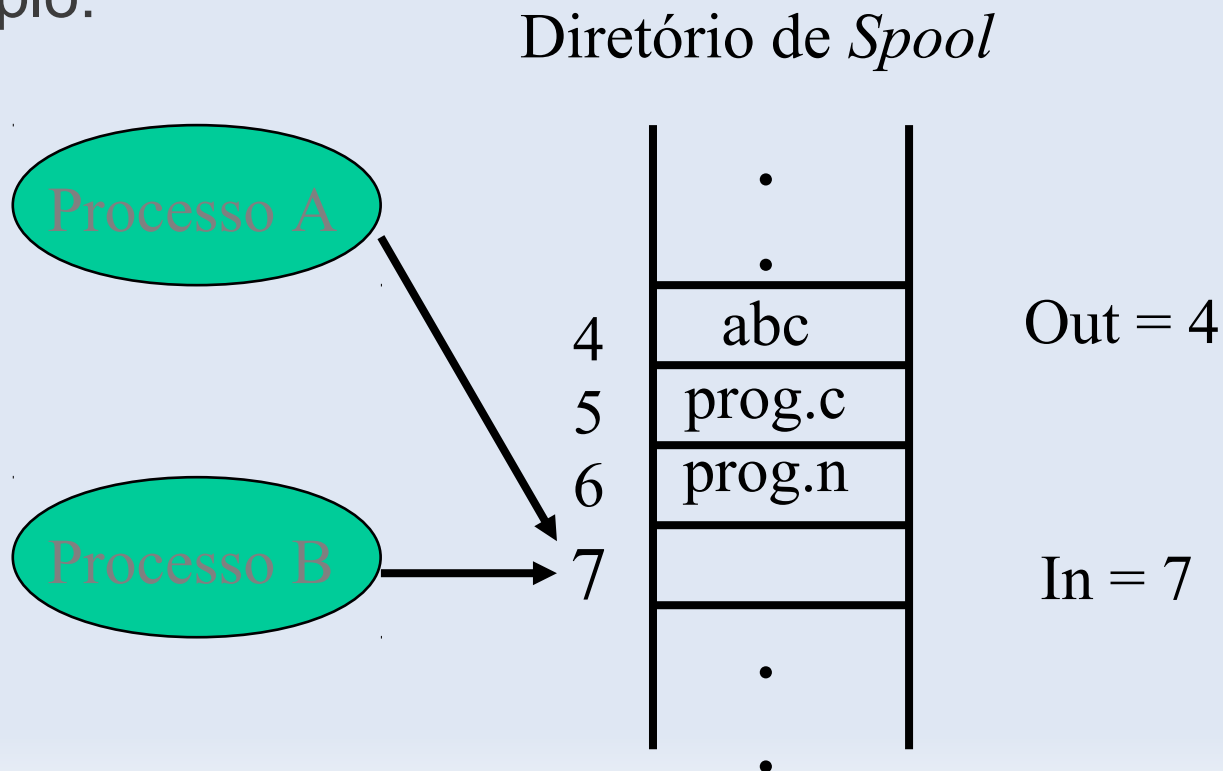 Diretório de Spool
Processo A
4 abc Out = 4
5 prog.c
6 prog.n
Processo B
7 In = 7